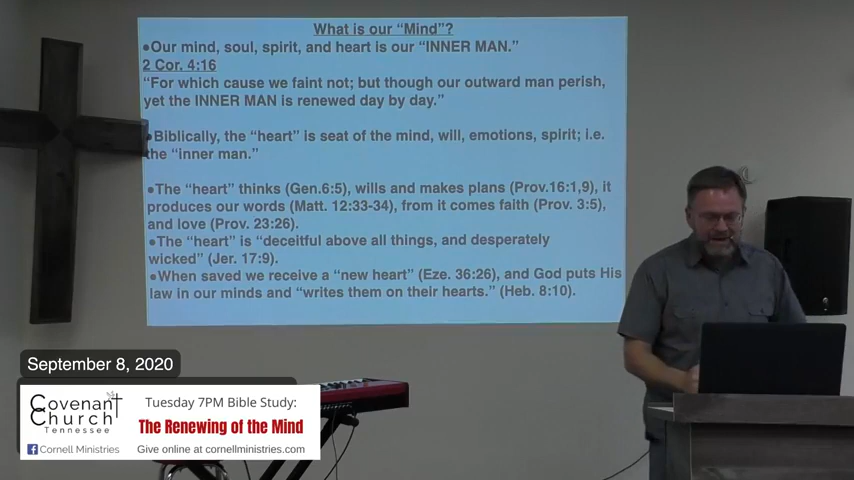 What is our “Mind”?
●Our mind, soul, spirit, and heart is our “INNER MAN.”
2 Cor. 4:16
“For which cause we faint not; but though our outward man perish,
yet the INNER MAN is renewed day by day.”
●Biblically, the “heart” is seat of the mind, will, emotions, spirit; i.e.
the “inner man.”
●The “heart” thinks (Gen.6:5), wills and makes plans (Prov.16:1,9), it
produces our words (Matt. 12:33-34), from it comes faith (Prov. 3:5),
and love (Prov. 23:26).
●The “heart” is “deceitful above all things, and desperately
wicked” (Jer. 17:9).
●When saved we receive a “new heart” (Eze. 36:26), and God puts His
law in our minds and “writes them on their hearts.” (Heb. 8:10).
September 8, 2020
Covenant
Church
Tennessee
Cornell Ministries
Tuesday 7PM Bible Study:
The Renewing of the Mind
Give online at cornellministries.com